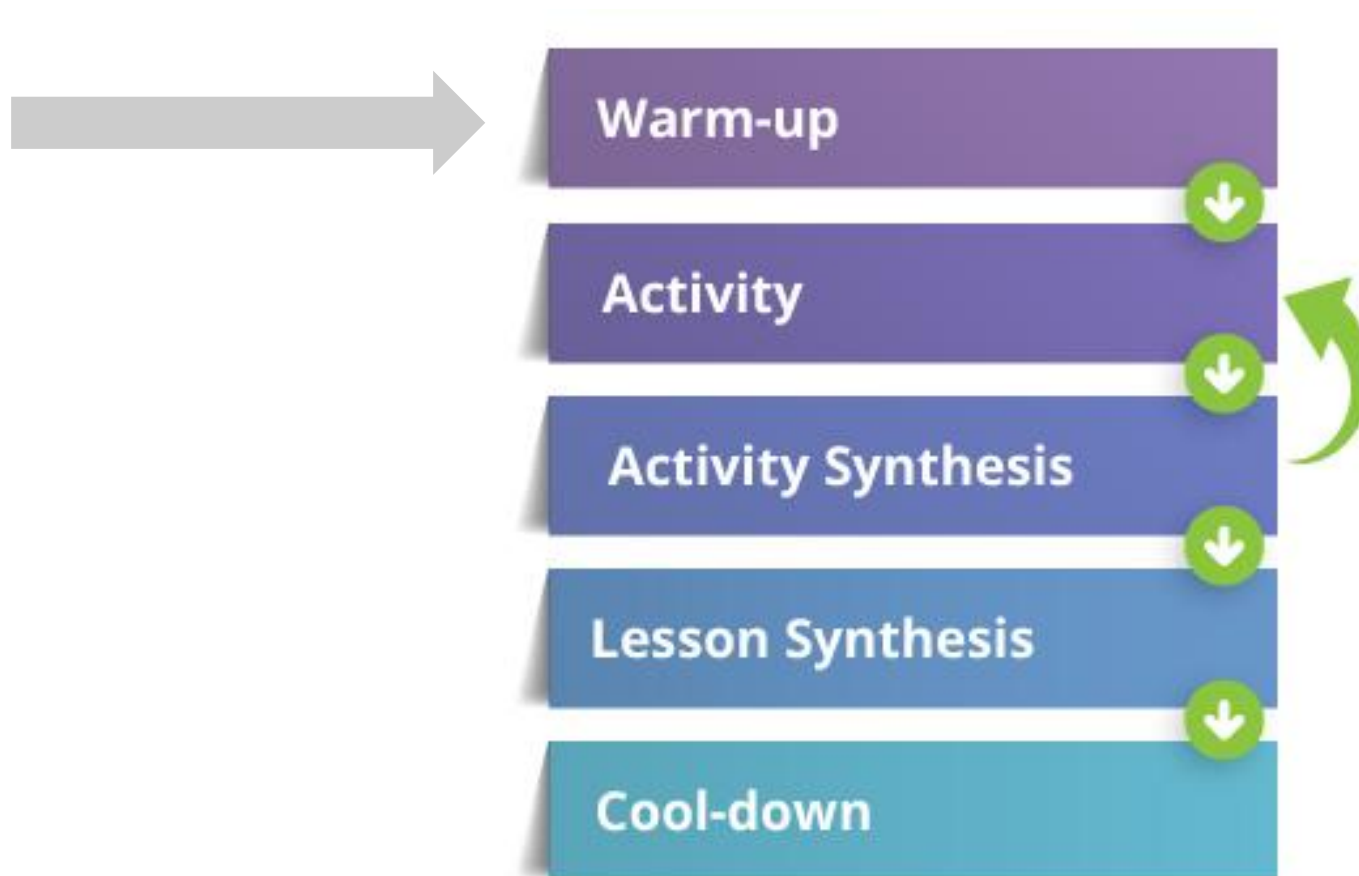 Warm-up
Activity
Activity Synthesis
Lesson Synthesis
Cool-down